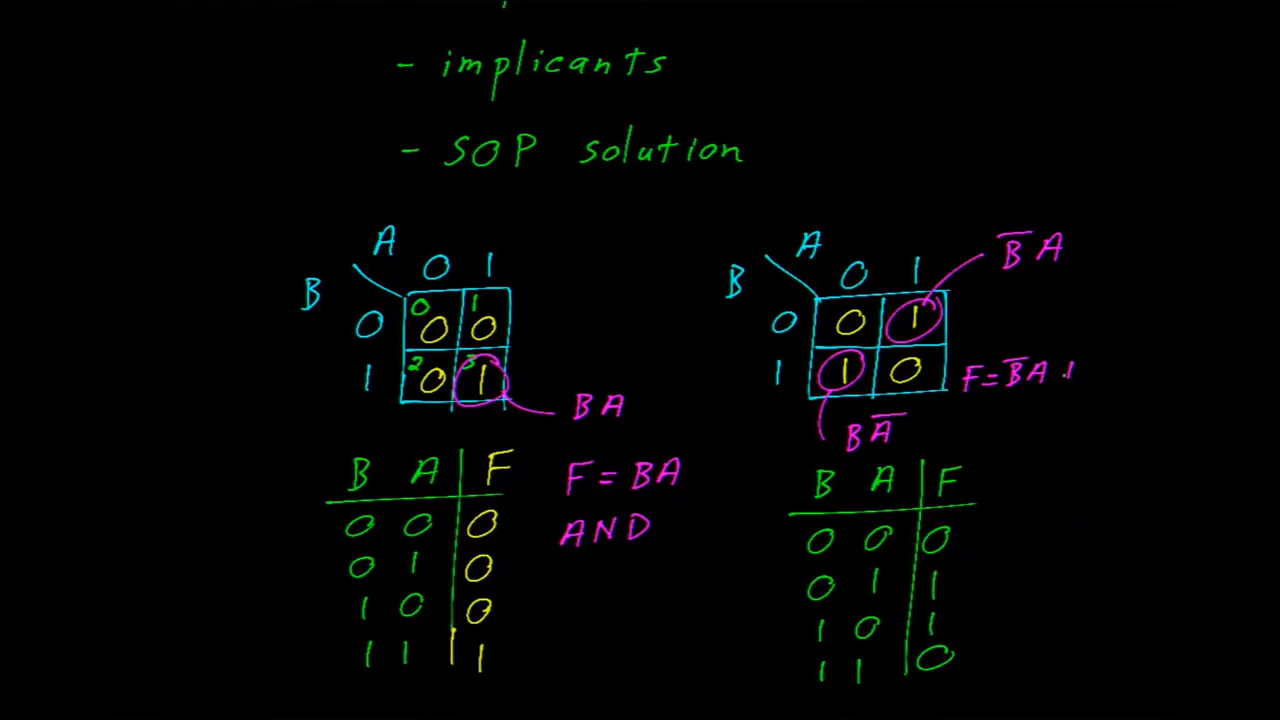 - implicants
- SOP solution
A
B
0 1
0
1
0 1
0 0
2 3
0 1
BA
B A F
0 0 0
0 1 0
1 0 0
1 1 1
F = BA
AND
A
B
0 1
0
1
0 1
1 0
B̅A
BA̅
F = B̅A
B A F
0 0 0
0 1 1
1 0 1
1 1 0